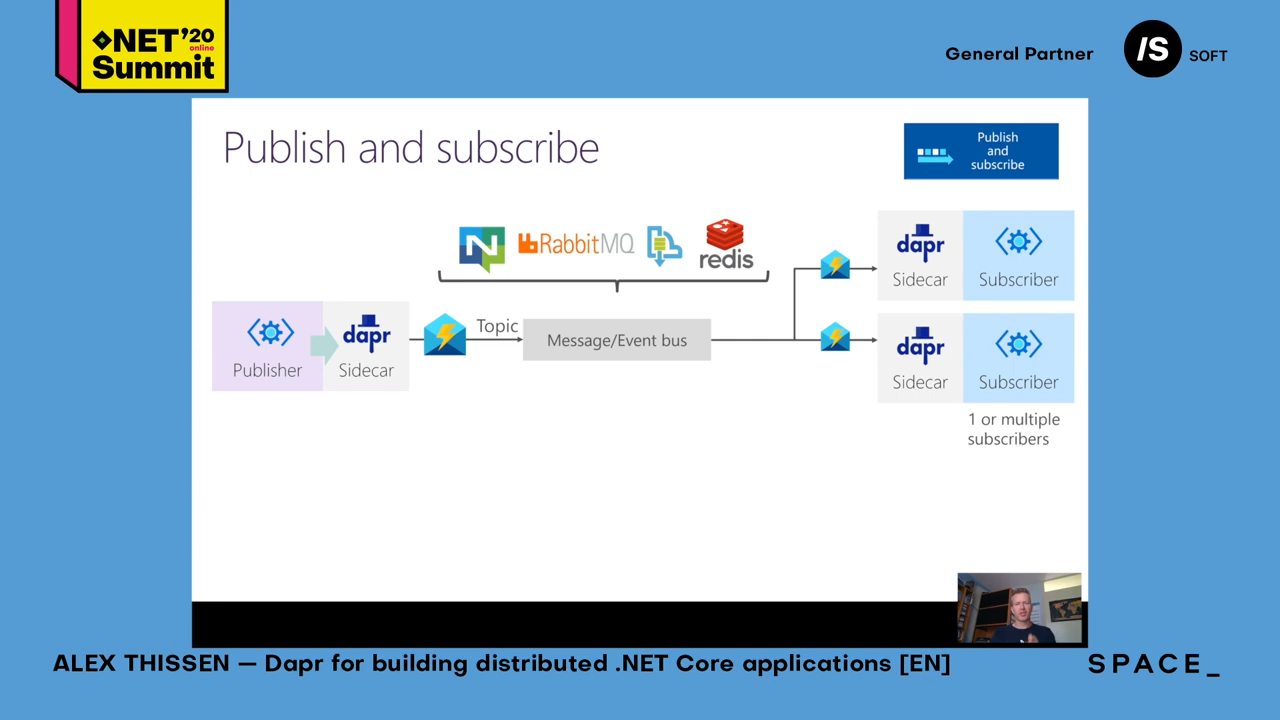 .NET'20
online
Summit
General Partner
/S
SOFT
Publish and subscribe
Publish
and
subscribe
N
RabbitMQ
redis
dapr
Sidecar
Subscriber
Publisher
dapr
Sidecar
Topic
Message/Event bus
dapr
Sidecar
Subscriber
1 or multiple
subscribers
ALEX THISSEN — Dapr for building distributed .NET Core applications [EN]
SPACE_